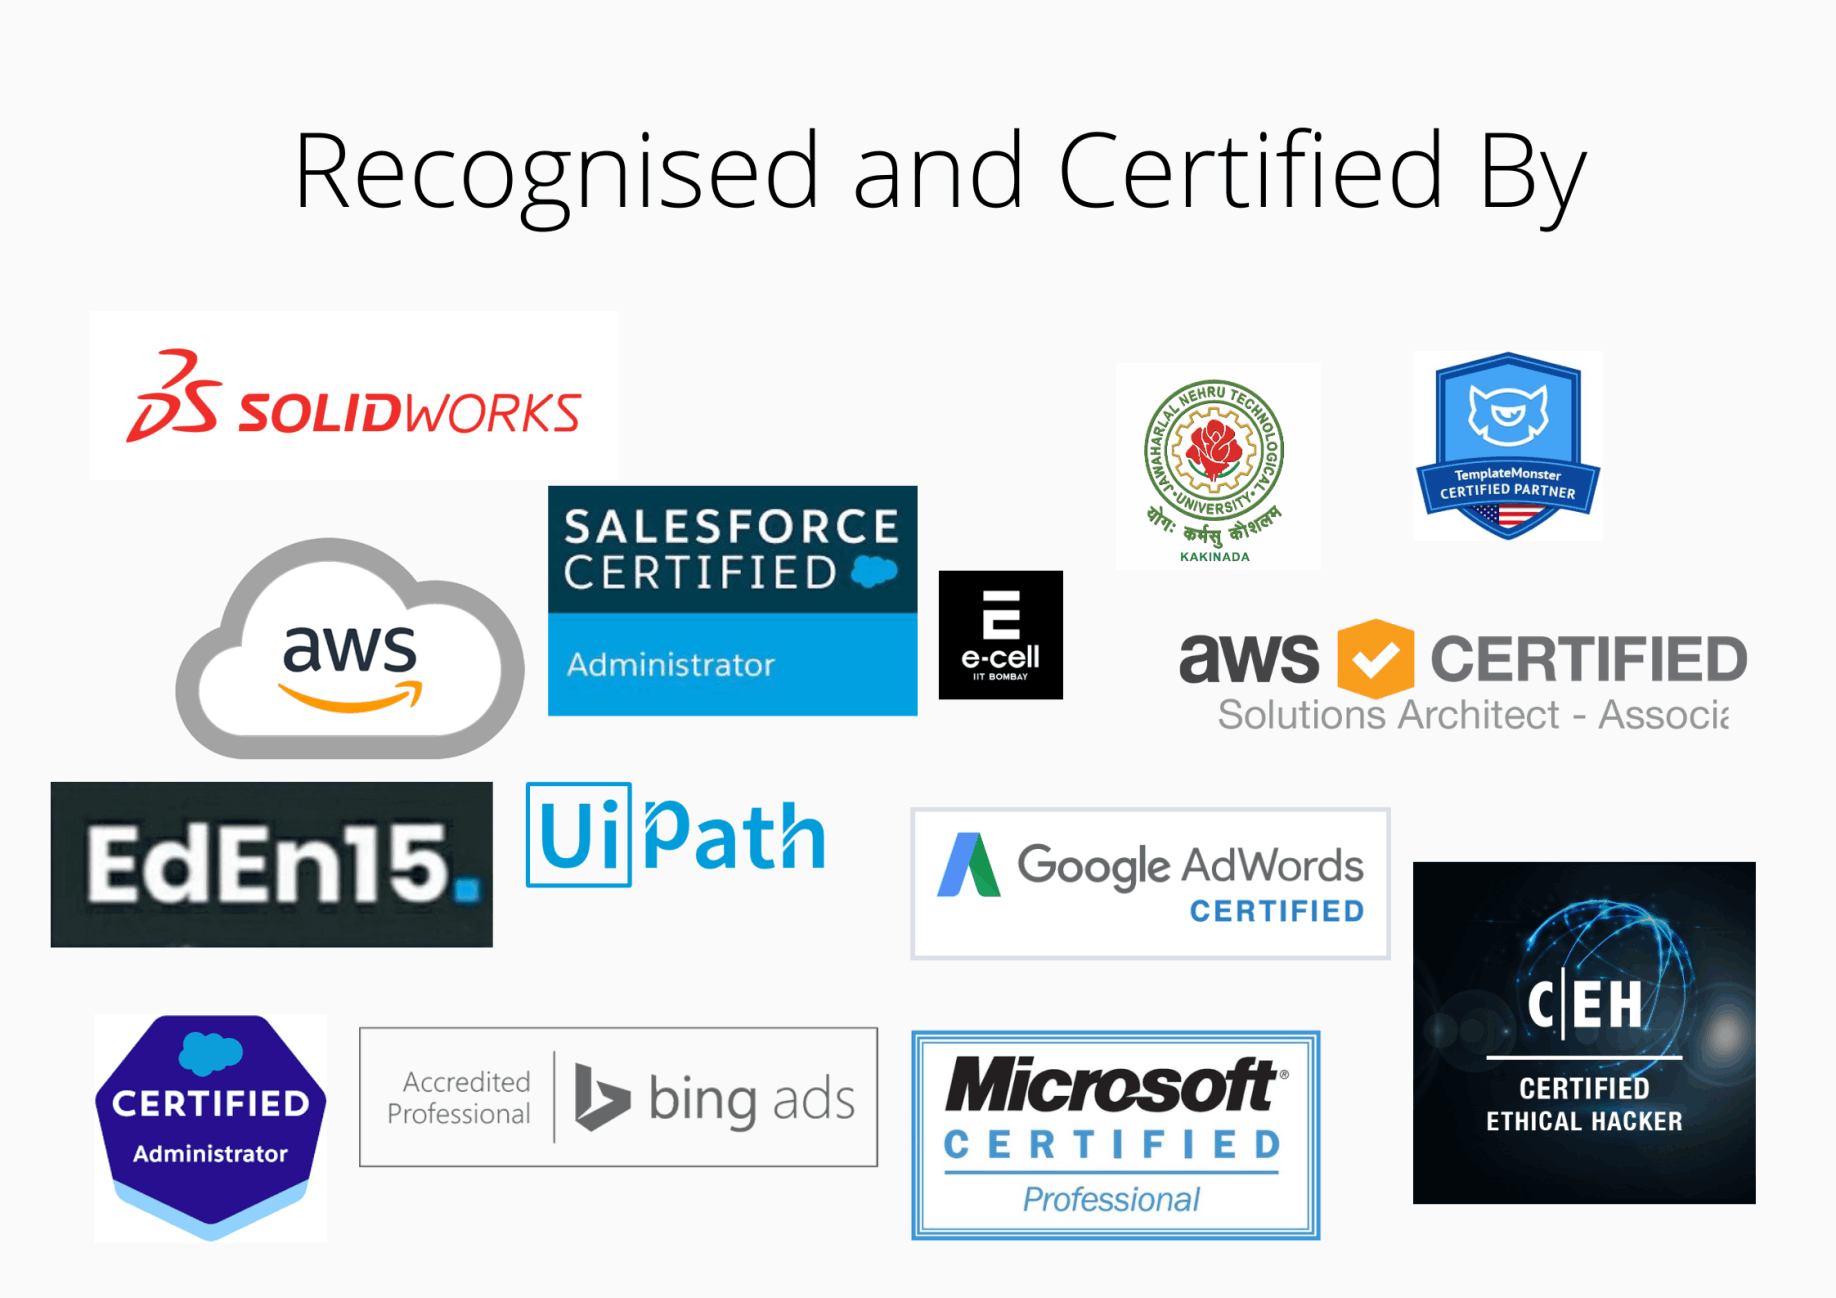 Recognised and Certified By
SOLIDWORKS
JAWAHARLAL NEHRU TECHNOLOGICAL
UNIVERSITY
योगः कर्मसु कौशलम
KAKINADA
TemplateMonster
CERTIFIED PARTNER
SALESFORCE
CERTIFIED
Administrator
aws
E
e-cell
IIT BOMBAY
aws CERTIFIED
Solutions Architect - Associa
EdEn15.
UiPath
Google AdWords
CERTIFIED
C|EH
CERTIFIED
ETHICAL HACKER
CERTIFIED
Administrator
Accredited
Professional
bing ads
Microsoft®
CERTIFIED
Professional